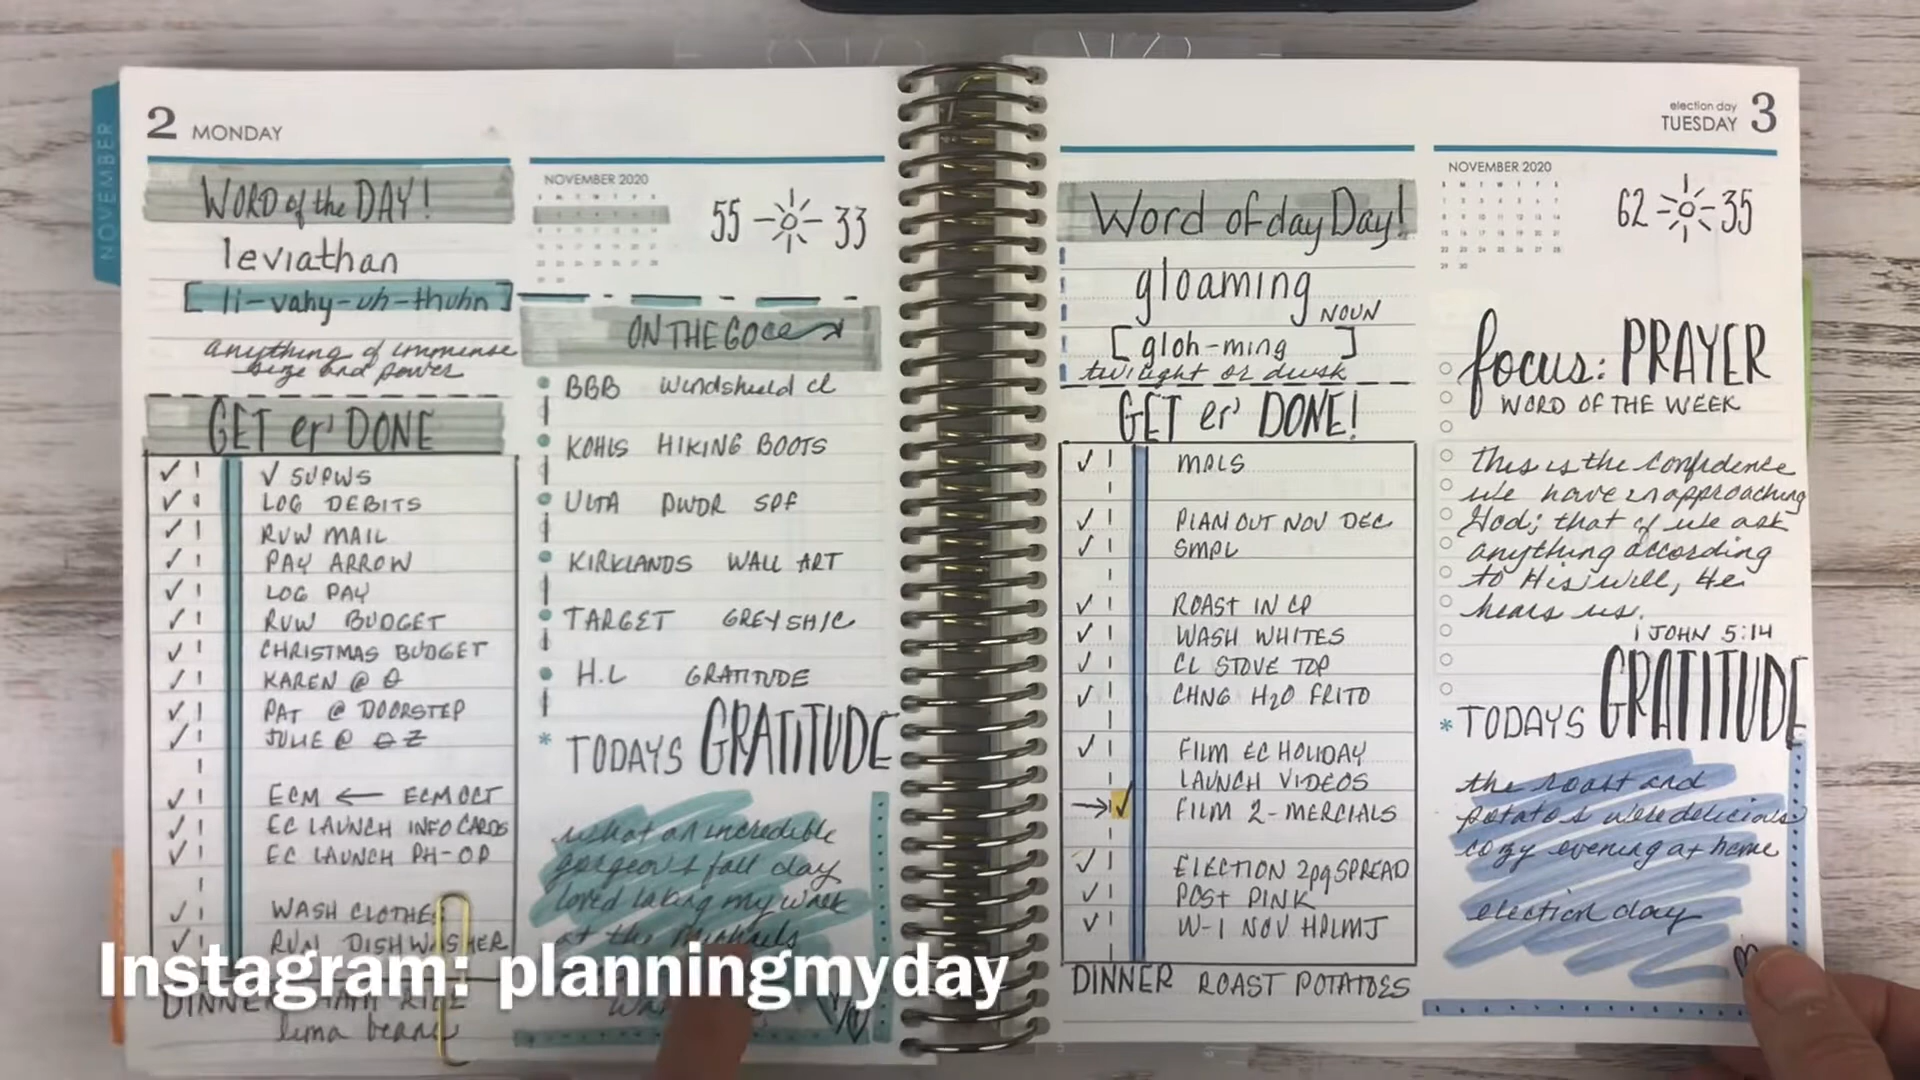 NOVEMBER
2 MONDAY
WORD of the DAY!
leviathan
[li-vahy-uh-thuhn]
anything of immense
size and power
GET er' DONE
✓ SUPWS
LOG DEBITS
RVW MAIL
PAY ARROW
LOG PAY
RVW BUDGET
CHRISTMAS BUDGET
KAREN @
PAT @ DOORSTEP
JULIE @
ECM ← ECM OCT
EC LAUNCH INFO CARDS
EC LAUNCH PH-OP
WASH CLOTHES
RUN DISHWASHER
DINNER HAM RICE
lima beans
NOVEMBER 2020
55 33
ON THE GO
BBB Windshield cl
KOHLS HIKING BOOTS
ULTA PWDR SPF
KIRKLANDS WALL ART
TARGET GREY SHIC
H.L GRATITUDE
* TODAYS GRATITUDE
what an incredible
gorgeous fall day
loved taking my walk
at the Michaels
Instagram: planningmyday
election day
TUESDAY 3
Word of day Day!
gloaming
NOUN
[gloh-ming]
twilight or dusk
GET er' DONE!
MPLS
PLAN OUT NOV DEC
SMPL
ROAST IN CP
WASH WHITES
CL STOVE TOP
CHNG H2O FRITO
FILM EC HOLIDAY
LAUNCH VIDEOS
→ FILM 2-MERCIALS
ELECTION 2pg SPREAD
POST PINK
W-1 NOV HPLMJ
DINNER ROAST POTATOES
NOVEMBER 2020
62 35
focus: PRAYER
WORD OF THE WEEK
This is the confidence
we have in approaching
God; that if we ask
anything according
to His will, He
hears us.
1 JOHN 5:14
* TODAYS GRATITUDE
the roast and
potatoes were delicious
cozy evening at home
election day